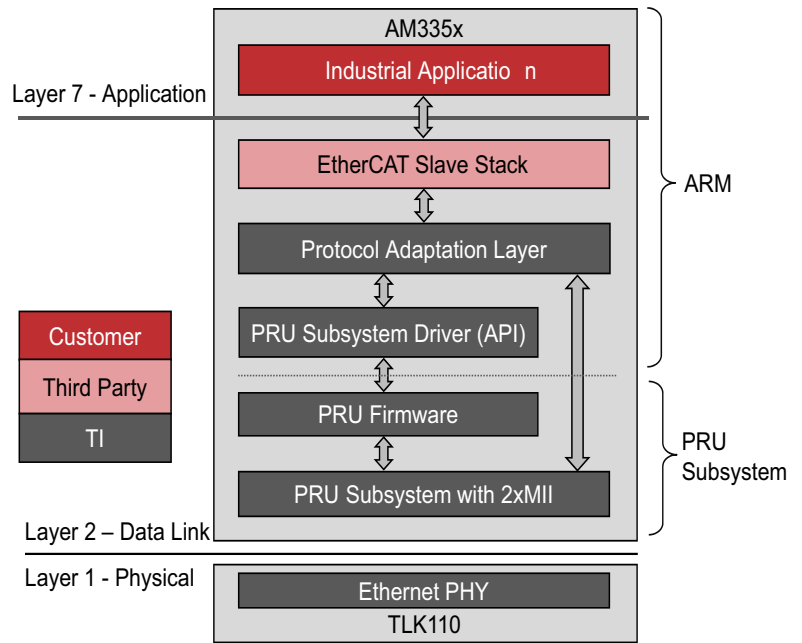 AM335x
Industrial Applicatio n
Layer 7 - Application
EtherCAT Slave Stack
ARM
Protocol Adaptation Layer
Customer
PRU Subsystem Driver (API)
Third Party
PRU Firmware
TI
PRU
Subsystem
PRU Subsystem with 2xMII
Layer 2 – Data Link
Layer 1 - Physical
Ethernet PHY
TLK110